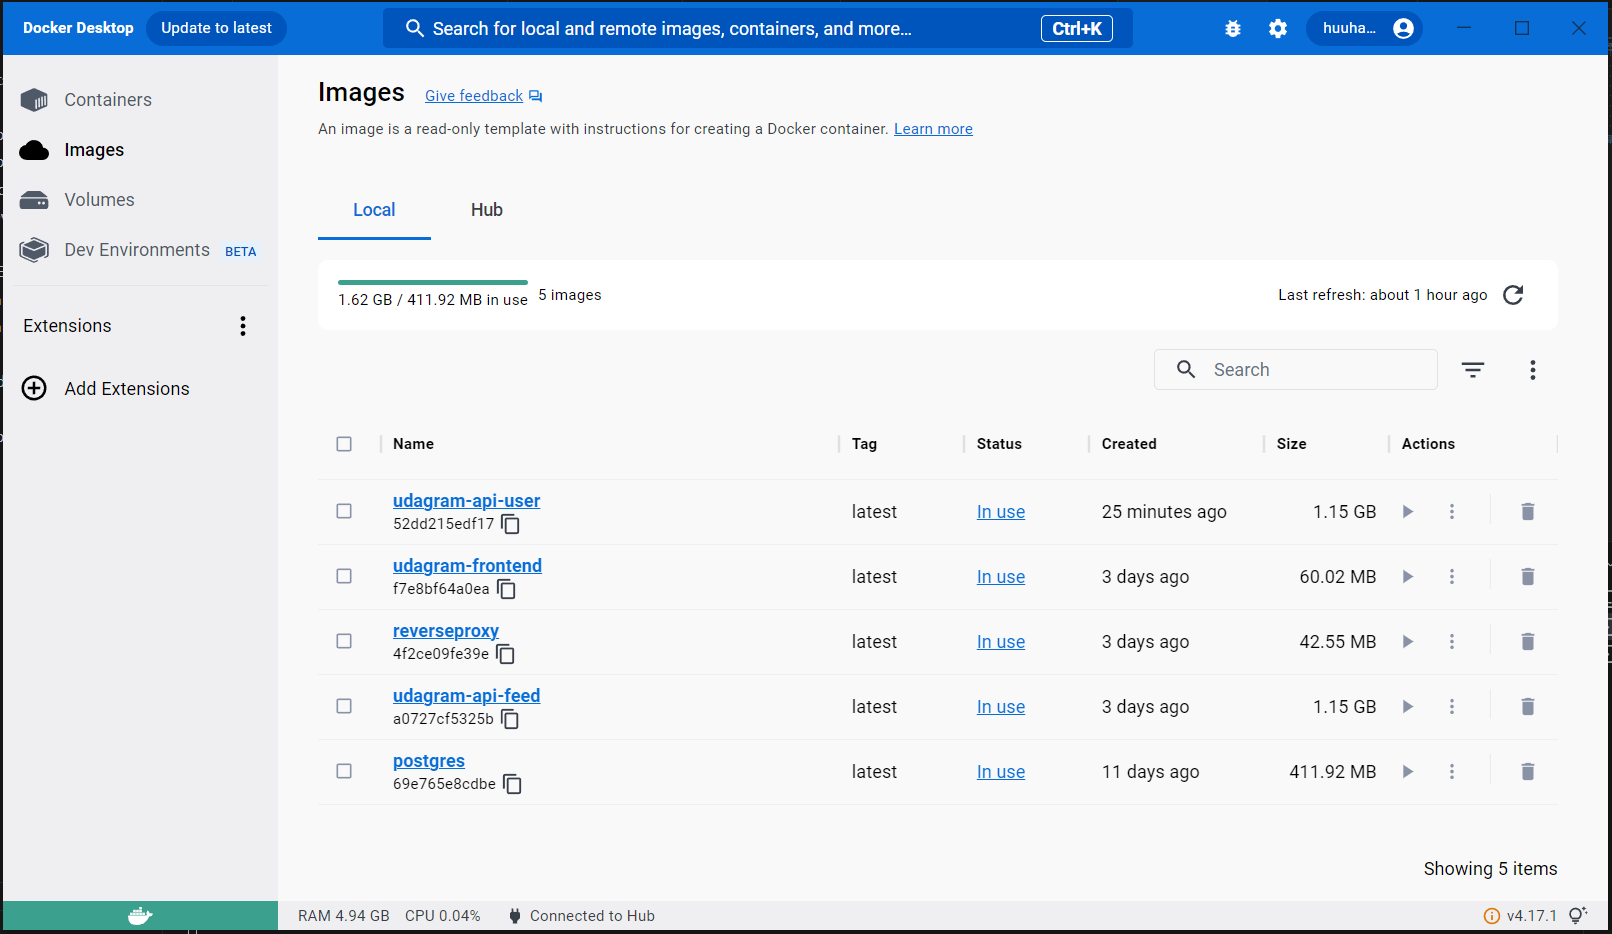 Docker Desktop Update to latest Search for local and remote images, containers, and more... Ctrl+K huuha...
Containers
Images
Volumes
Dev Environments BETA
Extensions
Add Extensions
Images Give feedback
An image is a read-only template with instructions for creating a Docker container. Learn more
Local Hub
1.62 GB / 411.92 MB in use 5 images Last refresh: about 1 hour ago
Search
Name Tag Status Created Size Actions
udagram-api-user
52dd215edf17
latest In use 25 minutes ago 1.15 GB
udagram-frontend
f7e8bf64a0ea
latest In use 3 days ago 60.02 MB
reverseproxy
4f2ce09fe39e
latest In use 3 days ago 42.55 MB
udagram-api-feed
a0727cf5325b
latest In use 3 days ago 1.15 GB
postgres
69e765e8cdbe
latest In use 11 days ago 411.92 MB
Showing 5 items
RAM 4.94 GB CPU 0.04% Connected to Hub v4.17.1